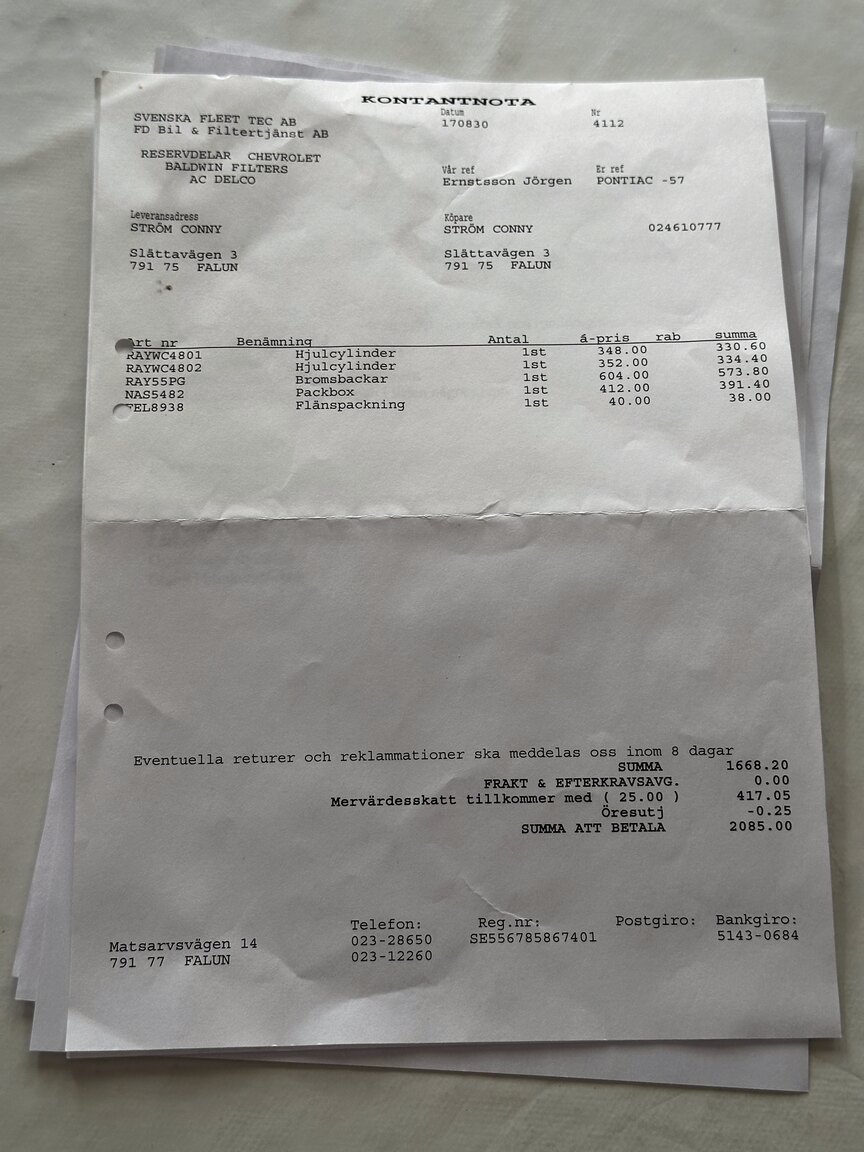 KONTANTNOTA
SVENSKA FLEET TEC AB
FD Bil & Filtertjänst AB
Datum
170830
Nr
4112
RESERVDELAR CHEVROLET
BALDWIN FILTERS
AC DELCO
Vår ref
Ernstsson Jörgen
Er ref
PONTIAC -57
Leveransadress
STRÖM CONNY
Slättavägen 3
791 75 FALUN
Köpare
STRÖM CONNY 024610777
Slättavägen 3
791 75 FALUN
Art nr Benämning Antal á-pris rab summa
RAYWC4801 Hjulcylinder 1st 348.00 330.60
RAYWC4802 Hjulcylinder 1st 352.00 334.40
RAY55PG Bromsbackar 1st 604.00 573.80
NAS5482 Packbox 1st 412.00 391.40
FEL8938 Flänspackning 1st 40.00 38.00
Eventuella returer och reklammationer ska meddelas oss inom 8 dagar
SUMMA 1668.20
FRAKT & EFTERKRAVSAVG. 0.00
Mervärdesskatt tillkommer med ( 25.00 ) 417.05
Öresutj -0.25
SUMMA ATT BETALA 2085.00
Matsarvsvägen 14
791 77 FALUN
Telefon:
023-28650
023-12260
Reg.nr:
SE556785867401
Postgiro:
Bankgiro:
5143-0684